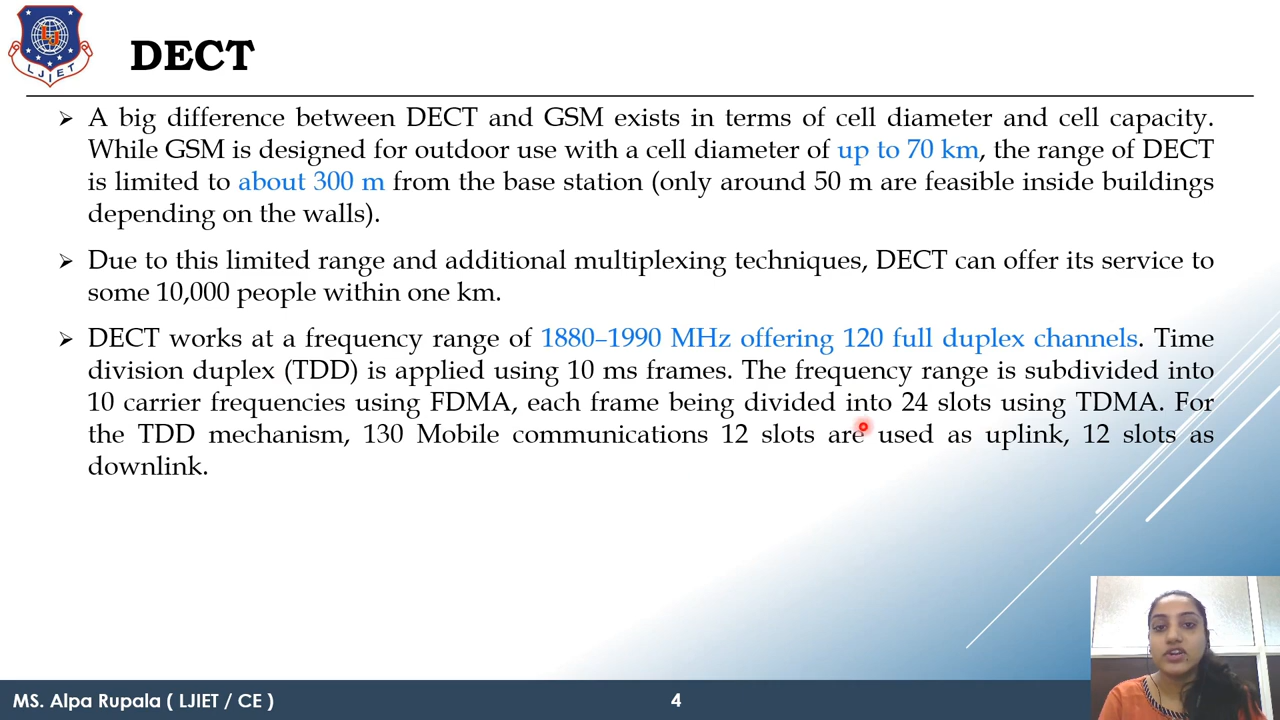 LJIET
DECT
A big difference between DECT and GSM exists in terms of cell diameter and cell capacity.
While GSM is designed for outdoor use with a cell diameter of up to 70 km, the range of DECT
is limited to about 300 m from the base station (only around 50 m are feasible inside buildings
depending on the walls).
Due to this limited range and additional multiplexing techniques, DECT can offer its service to
some 10,000 people within one km.
DECT works at a frequency range of 1880–1990 MHz offering 120 full duplex channels. Time
division duplex (TDD) is applied using 10 ms frames. The frequency range is subdivided into
10 carrier frequencies using FDMA, each frame being divided into 24 slots using TDMA. For
the TDD mechanism, 130 Mobile communications 12 slots are used as uplink, 12 slots as
downlink.
MS. Alpa Rupala ( LJIET / CE )
4